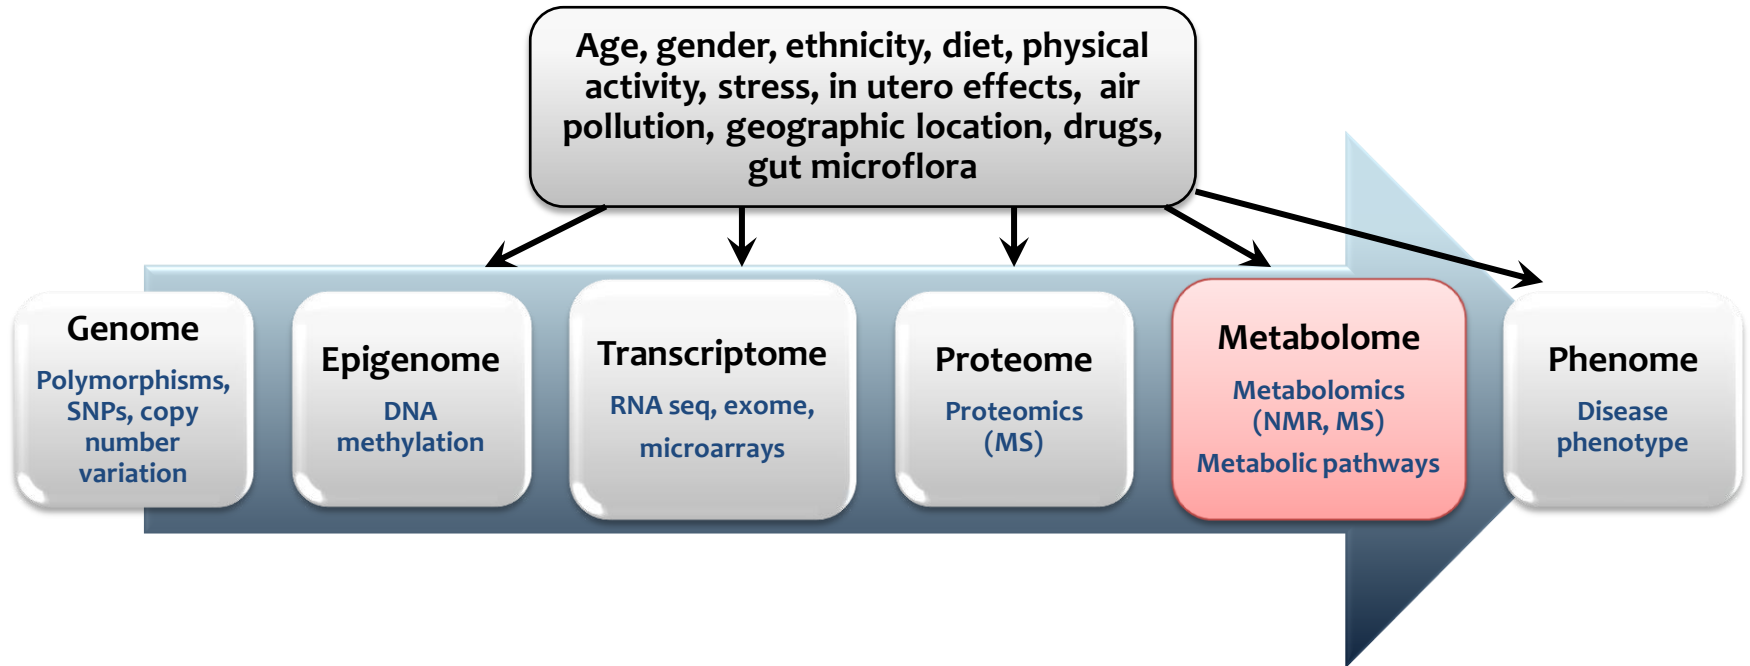 Age, gender, ethnicity, diet, physical
activity, stress, in utero effects, air
pollution, geographic location, drugs,
gut microflora
Genome
Polymorphisms,
SNPs, copy
number
variation
Epigenome
DNA
methylation
Transcriptome
RNA seq, exome,
microarrays
Proteome
Proteomics
(MS)
Metabolome
Metabolomics
(NMR, MS)
Metabolic pathways
Phenome
Disease
phenotype